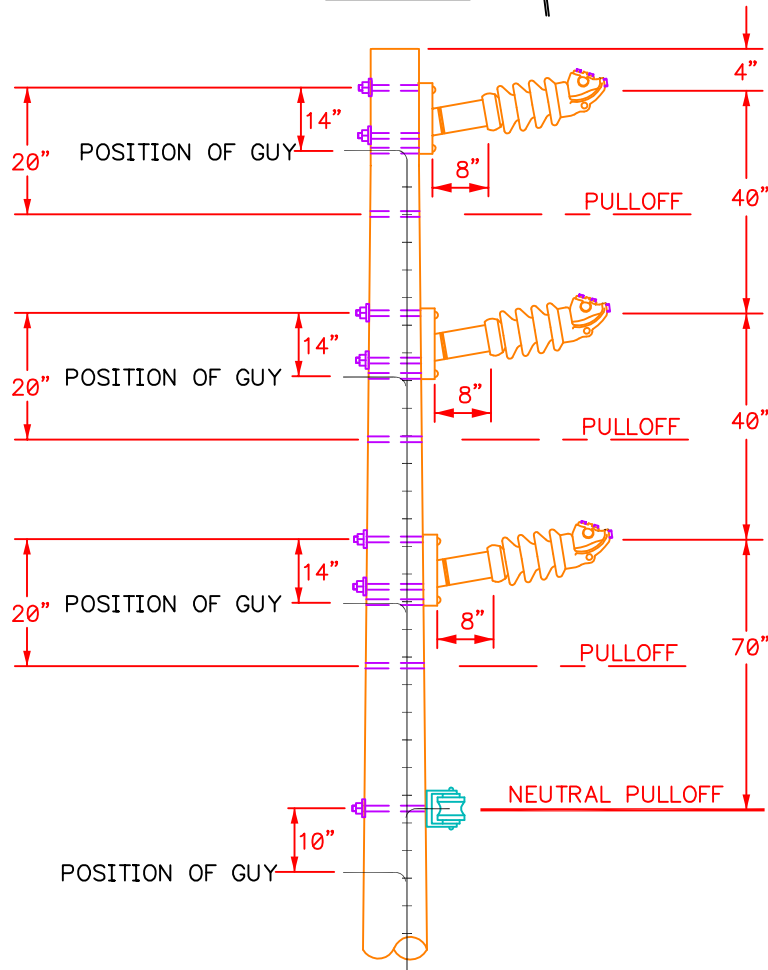 4”
14”
POSITION OF GUY
20”
8”
PULLOFF
40”
14”
POSITION OF GUY
20”
8”
PULLOFF
40”
14”
POSITION OF GUY
20”
8”
PULLOFF
70”
NEUTRAL PULLOFF
10”
POSITION OF GUY